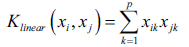 K_{linear}(x_i, x_j) = \sum_{k=1}^{p} x_{ik} x_{jk}